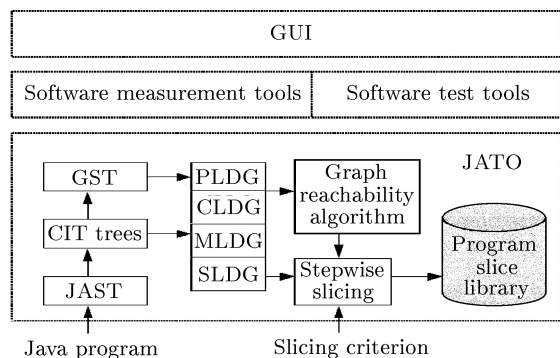 GUI
Software measurement tools
Software test tools
JATO
GST
CIT trees
JAST
PLDG
CLDG
MLDG
SLDG
Graph
reachability
algorithm
Stepwise
slicing
Program
slice
library
Java program
Slicing criterion